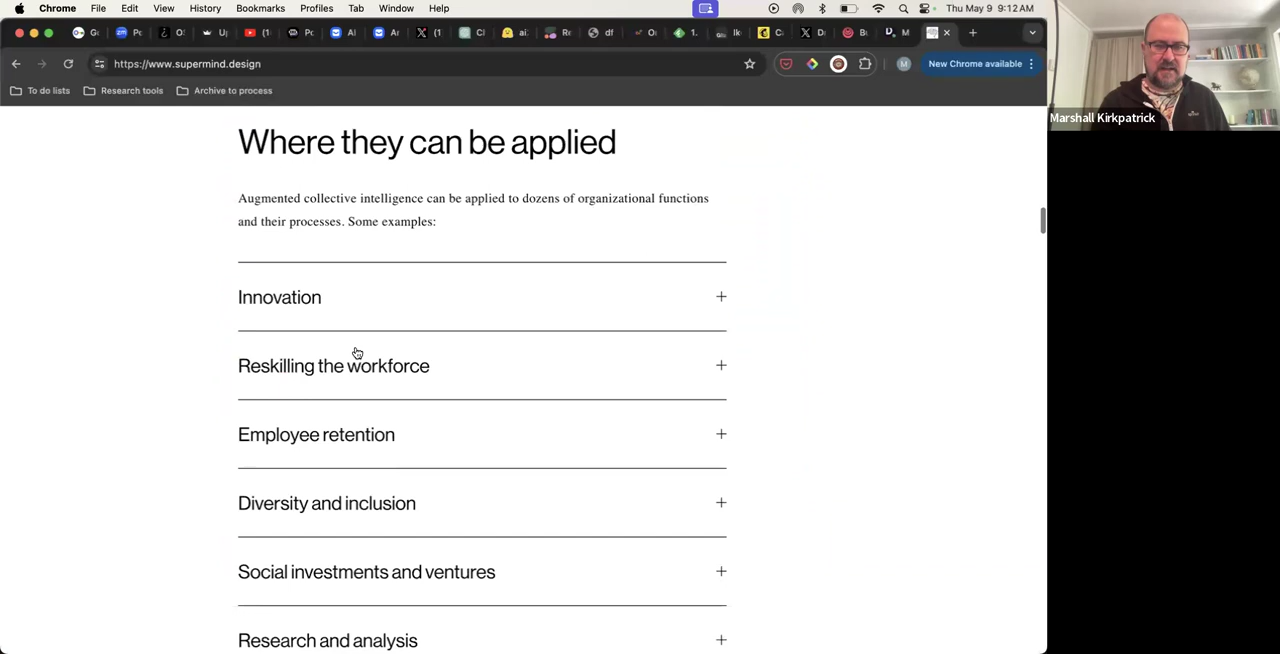 Chrome File Edit View History Bookmarks Profiles Tab Window Help Thu May 9 9:12 AM
https://www.supermind.design
New Chrome available
To do lists Research tools Archive to process
Marshall Kirkpatrick
Where they can be applied
Augmented collective intelligence can be applied to dozens of organizational functions
and their processes. Some examples:
Innovation +
Reskilling the workforce +
Employee retention +
Diversity and inclusion +
Social investments and ventures +
Research and analysis +